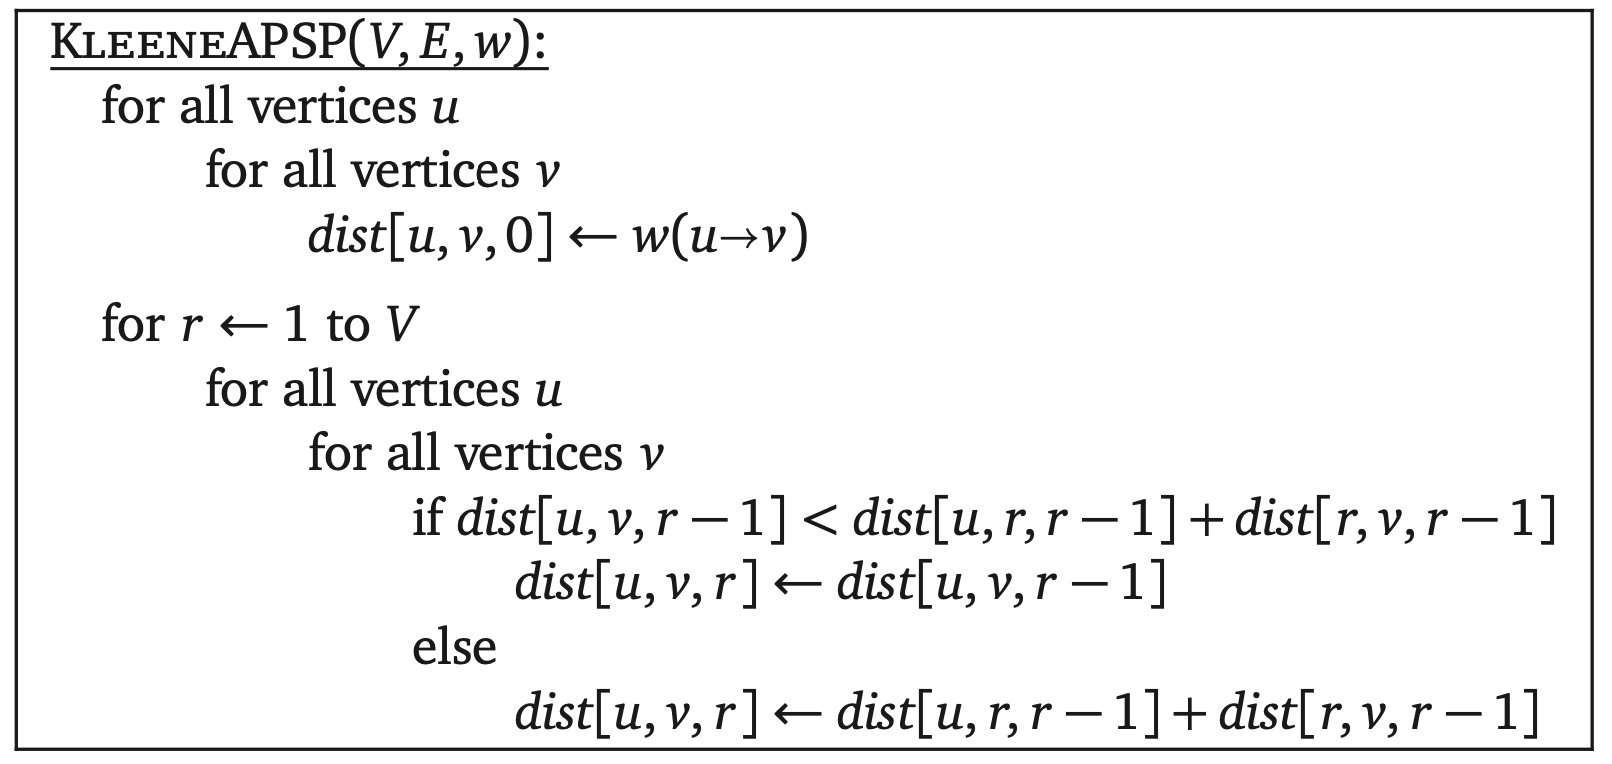 KLEENEAPSP(V, E, w):
for all vertices u
for all vertices v
dist[u, v, 0] ← w(u→v)
for r ← 1 to V
for all vertices u
for all vertices v
if dist[u, v, r − 1] < dist[u, r, r − 1] + dist[r, v, r − 1]
dist[u, v, r] ← dist[u, v, r − 1]
else
dist[u, v, r] ← dist[u, r, r − 1] + dist[r, v, r − 1]